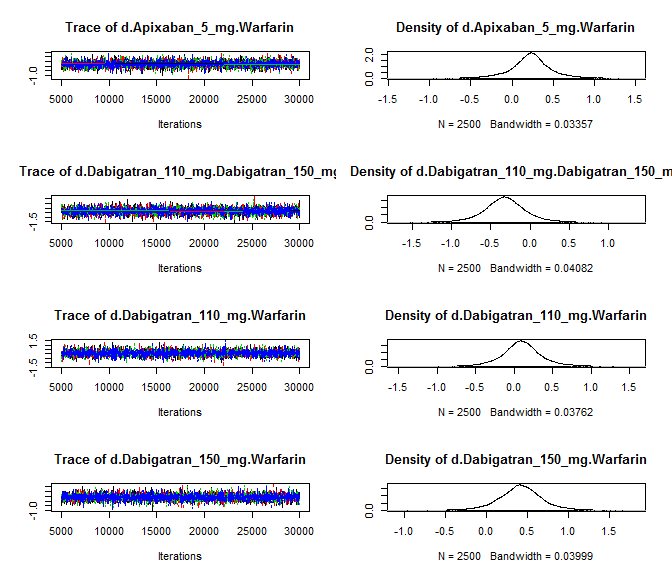 Trace of d.Apixaban_5_mg.Warfarin
-1.0
5000 10000 15000 20000 25000 30000
Iterations
Density of d.Apixaban_5_mg.Warfarin
0.0 2.0
-1.5 -1.0 -0.5 0.0 0.5 1.0 1.5
N = 2500 Bandwidth = 0.03357
Trace of d.Dabigatran_110_mg.Dabigatran_150_mg
-1.5
5000 10000 15000 20000 25000 30000
Iterations
Density of d.Dabigatran_110_mg.Dabigatran_150_m
0.0
-1.5 -1.0 -0.5 0.0 0.5 1.0
N = 2500 Bandwidth = 0.04082
Trace of d.Dabigatran_110_mg.Warfarin
-1.5 1.5
5000 10000 15000 20000 25000 30000
Iterations
Density of d.Dabigatran_110_mg.Warfarin
0.0
-1.5 -1.0 -0.5 0.0 0.5 1.0 1.5
N = 2500 Bandwidth = 0.03762
Trace of d.Dabigatran_150_mg.Warfarin
-1.0
5000 10000 15000 20000 25000 30000
Iterations
Density of d.Dabigatran_150_mg.Warfarin
0.0
-1.0 -0.5 0.0 0.5 1.0 1.5
N = 2500 Bandwidth = 0.03999